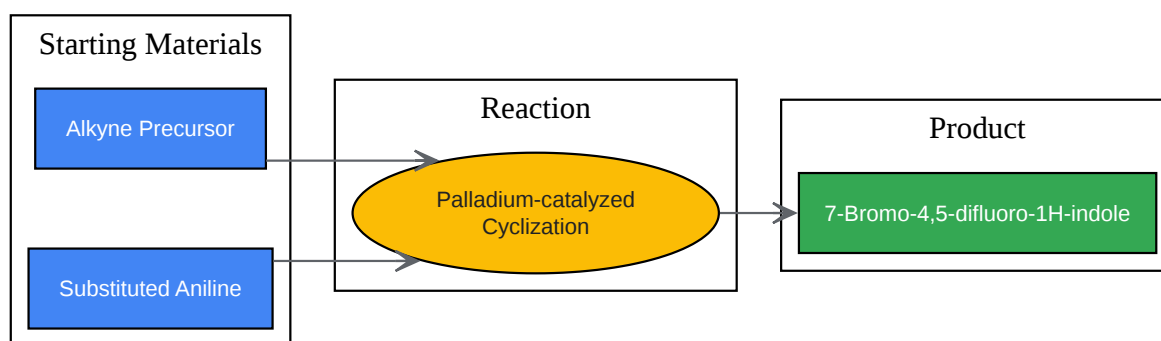 Starting Materials
Alkyne Precursor
Substituted Aniline
Reaction
Palladium-catalyzed
Cyclization
Product
7-Bromo-4,5-difluoro-1H-indole